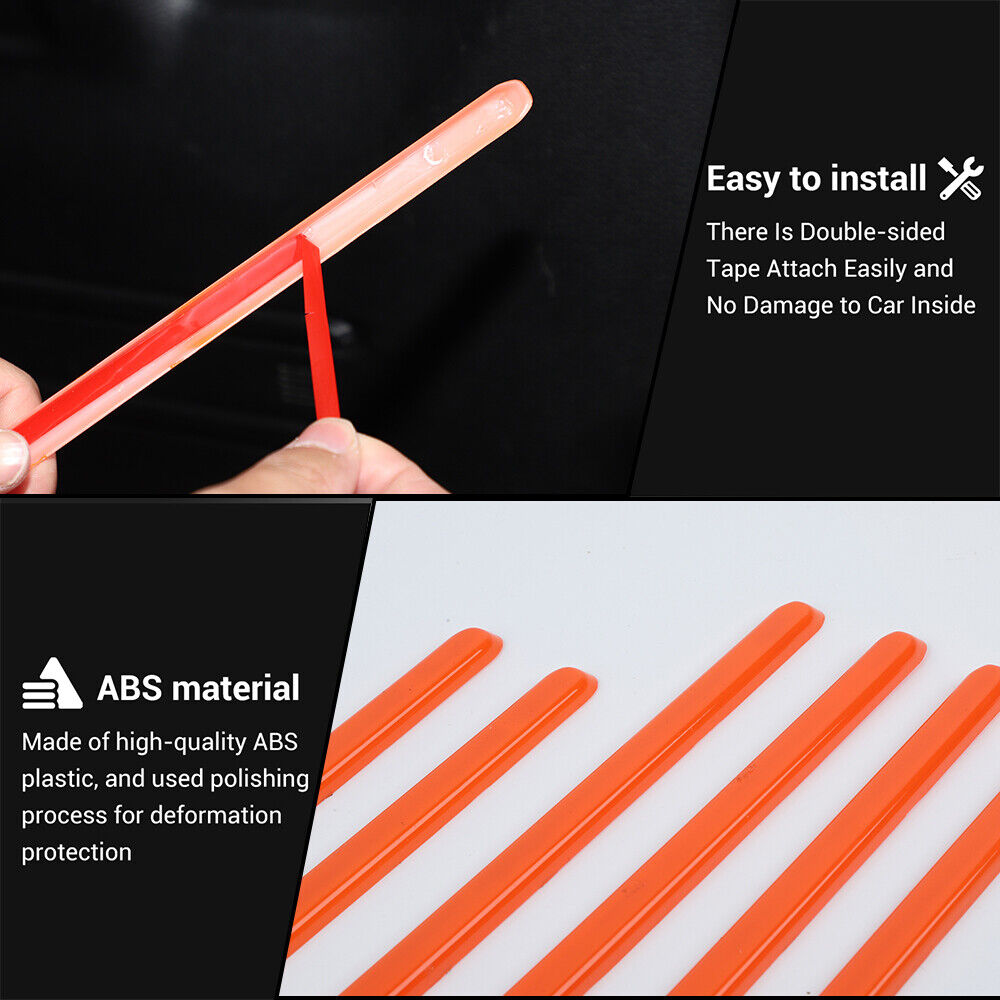 Easy to install
There Is Double-sided
Tape Attach Easily and
No Damage to Car Inside
ABS material
Made of high-quality ABS
plastic, and used polishing
process for deformation
protection